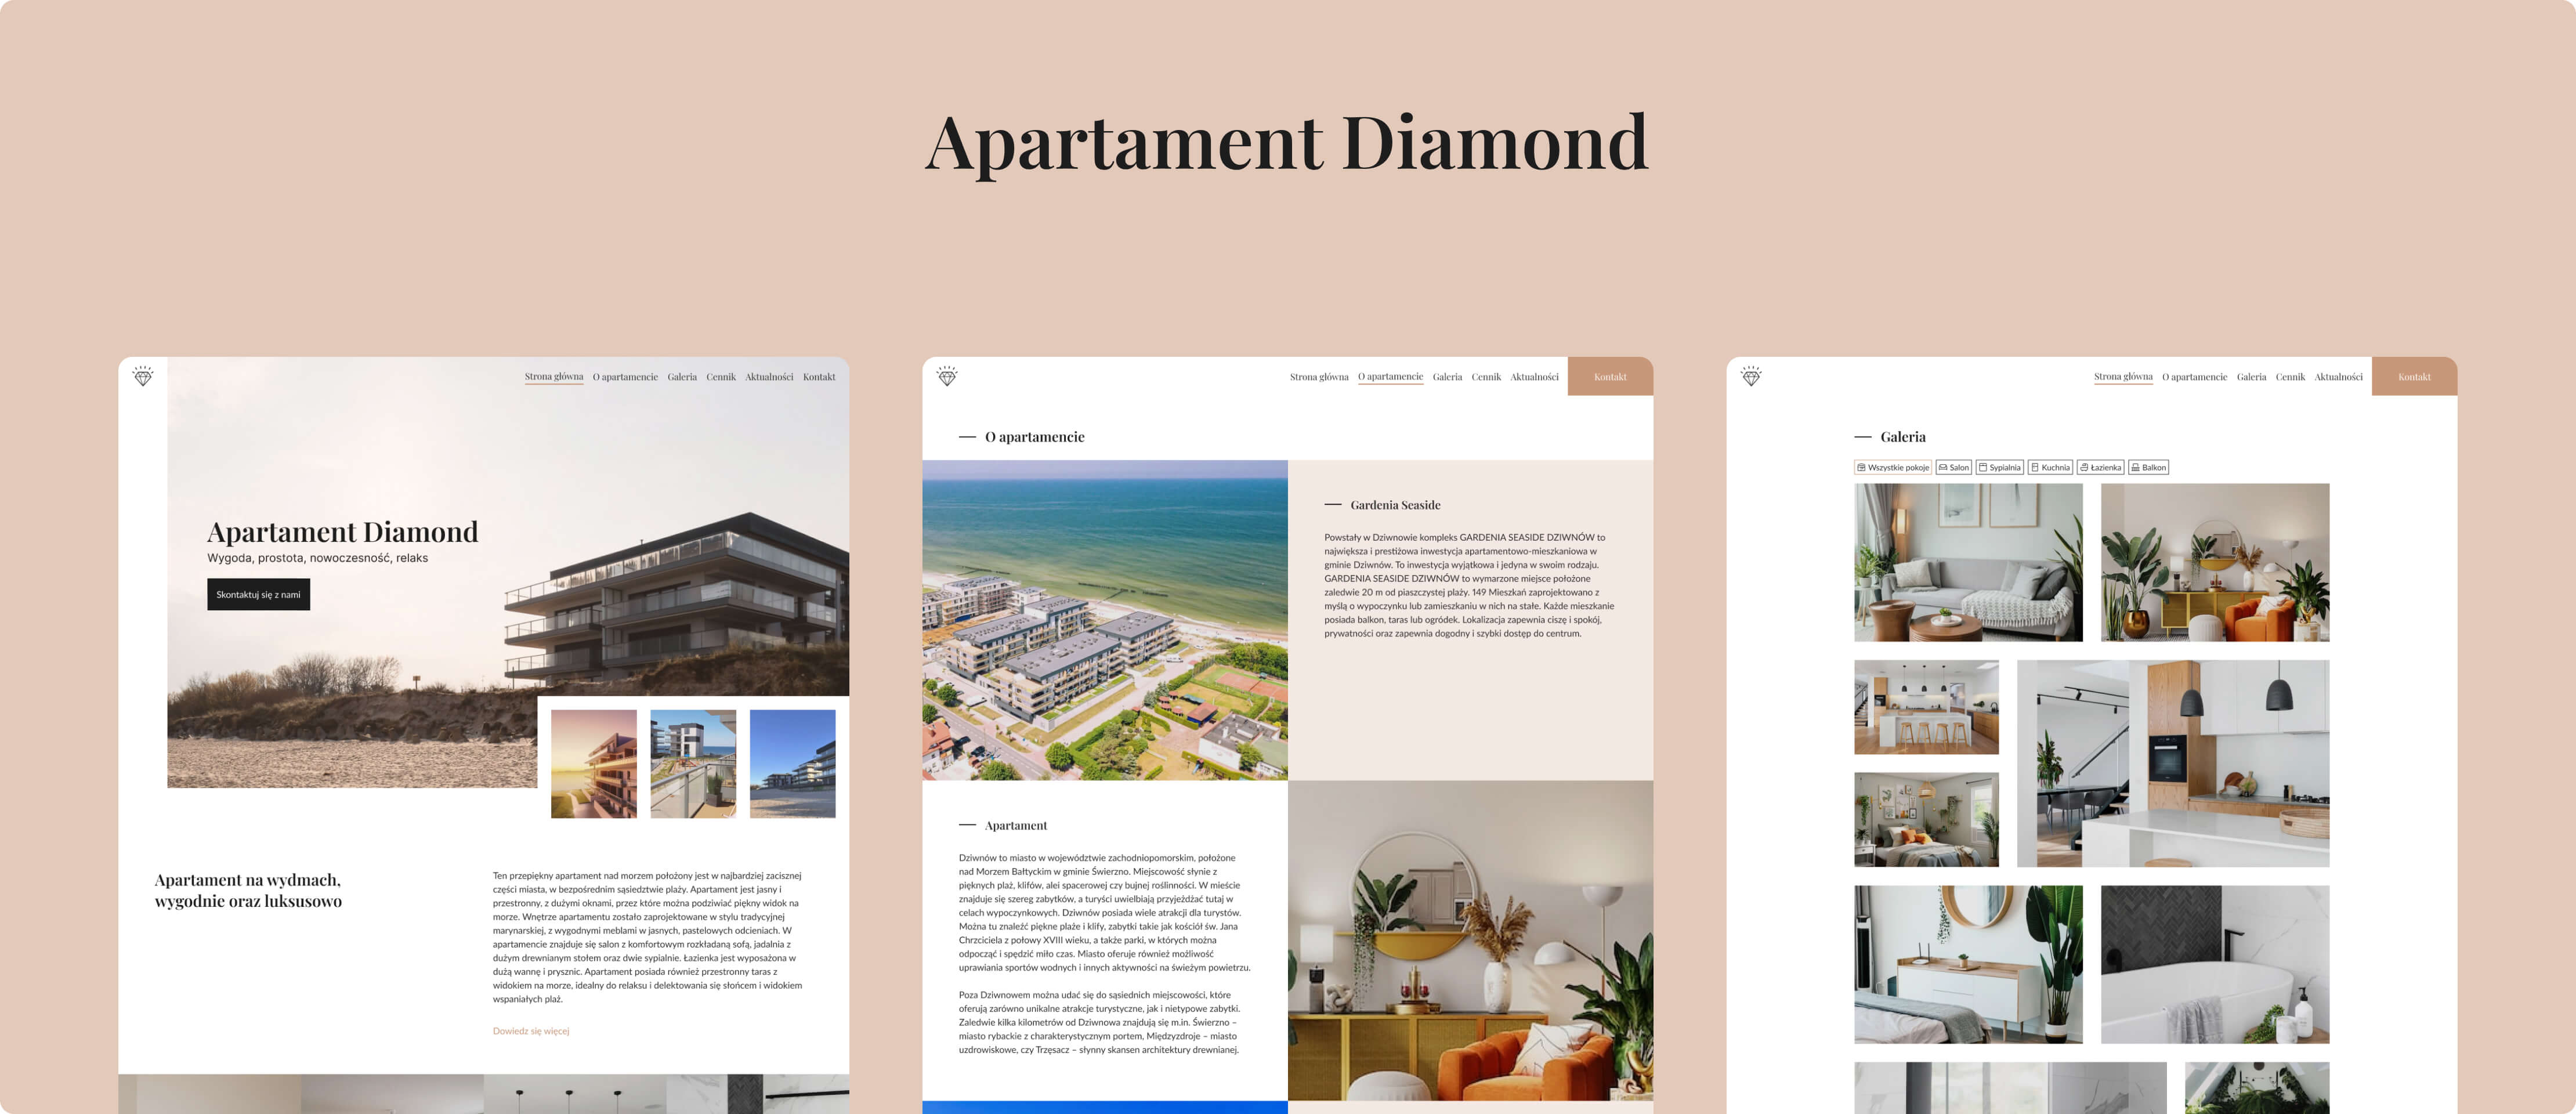 Apartament Diamond
Strona główna O apartamencie Galeria Cennik Aktualności Kontakt
Apartament Diamond
Wygoda, prostota, nowoczesność, relaks
Skontaktuj się z nami
Apartament na wydmach,
wygodnie oraz luksusowo
Ten przepiękny apartament nad morzem położony jest w najbardziej zacisznej
części miasta, w bezpośrednim sąsiedztwie plaży. Apartament jest jasny i
przestronny, z dużymi oknami, przez które można podziwiać piękny widok na
morze. Wnętrze apartamentu zostało zaprojektowane w stylu tradycyjnej
marynarskiej, z wygodnymi meblami w jasnych, pastelowych odcieniach. W
apartamencie znajduje się salon z komfortowym rozkładaną sofą, jadalnia z
dużym drewnianym stołem oraz dwie sypialnie. Łazienka jest wyposażona w
dużą wannę i prysznic. Apartament posiada również przestronny taras z
widokiem na morze, idealny do relaksu i delektowania się słońcem i widokiem
wspaniałych plaż.
Dowiedz się więcej
Strona główna O apartamencie Galeria Cennik Aktualności Kontakt
O apartamencie
Gardenia Seaside
Powstały w Dziwnowie kompleks GARDENIA SEASIDE DZIWNÓW to
największa i prestiżowa inwestycja apartamentowo-mieszkaniowa w
gminie Dziwnów. To inwestycja wyjątkowa i jedyna w swoim rodzaju.
GARDENIA SEASIDE DZIWNÓW to wymarzone miejsce położone
zaledwie 20 m od piaszczystej plaży. 149 Mieszkań zaprojektowano z
myślą o wypoczynku lub zamieszkaniu w nich na stałe. Każde mieszkanie
posiada balkon, taras lub ogródek. Lokalizacja zapewnia ciszę i spokój,
prywatności oraz zapewnia dogodny i szybki dostęp do centrum.
Apartament
Dziwnów to miasto w województwie zachodniopomorskim, położone
nad Morzem Bałtyckim w gminie Świerzno. Miejscowość słynie z
pięknych plaż, klifów, alei spacerowej czy bujnej roślinności. W mieście
znajduje się szereg zabytków, a turyści uwielbiają przyjeżdżać tutaj w
celach wypoczynkowych. Dziwnów posiada wiele atrakcji dla turystów.
Można tu znaleźć piękne plaże i klify, zabytki takie jak kościół św. Jana
Chrzciciela z połowy XVIII wieku, a także parki, w których można
odpocząć i spędzić miło czas. Miasto oferuje również możliwość
uprawiania sportów wodnych i innych aktywności na świeżym powietrzu.
Poza Dziwnowem można udać się do sąsiednich miejscowości, które
oferują zarówno unikalne atrakcje turystyczne, jak i nietypowe zabytki.
Zaledwie kilka kilometrów od Dziwnowa znajdują się m.in. Świerzno –
miasto rybackie z charakterystycznym portem, Międzyzdroje – miasto
uzdrowiskowe, czy Trzęsacz – słynny skansen architektury drewnianej.
Strona główna O apartamencie Galeria Cennik Aktualności Kontakt
Galeria
Wszystkie pokoje Salon Sypialnia Kuchnia Łazienka Balkon